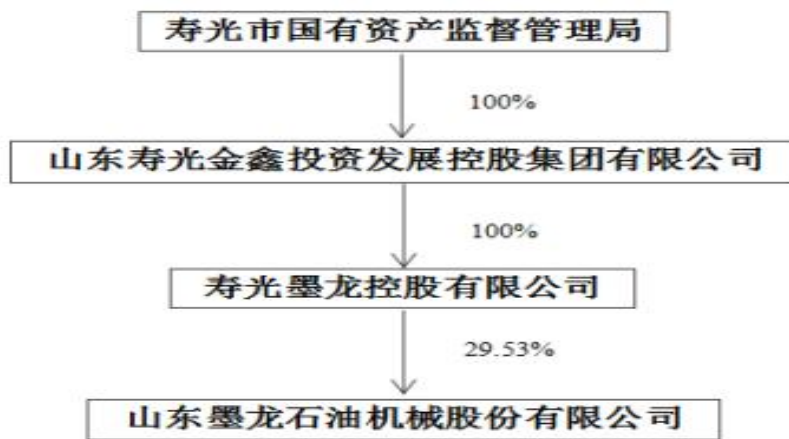 寿光市国有资产监督管理局
100%
山东寿光金鑫投资发展控股集团有限公司
100%
寿光墨龙控股有限公司
29.53%
山东墨龙石油机械股份有限公司